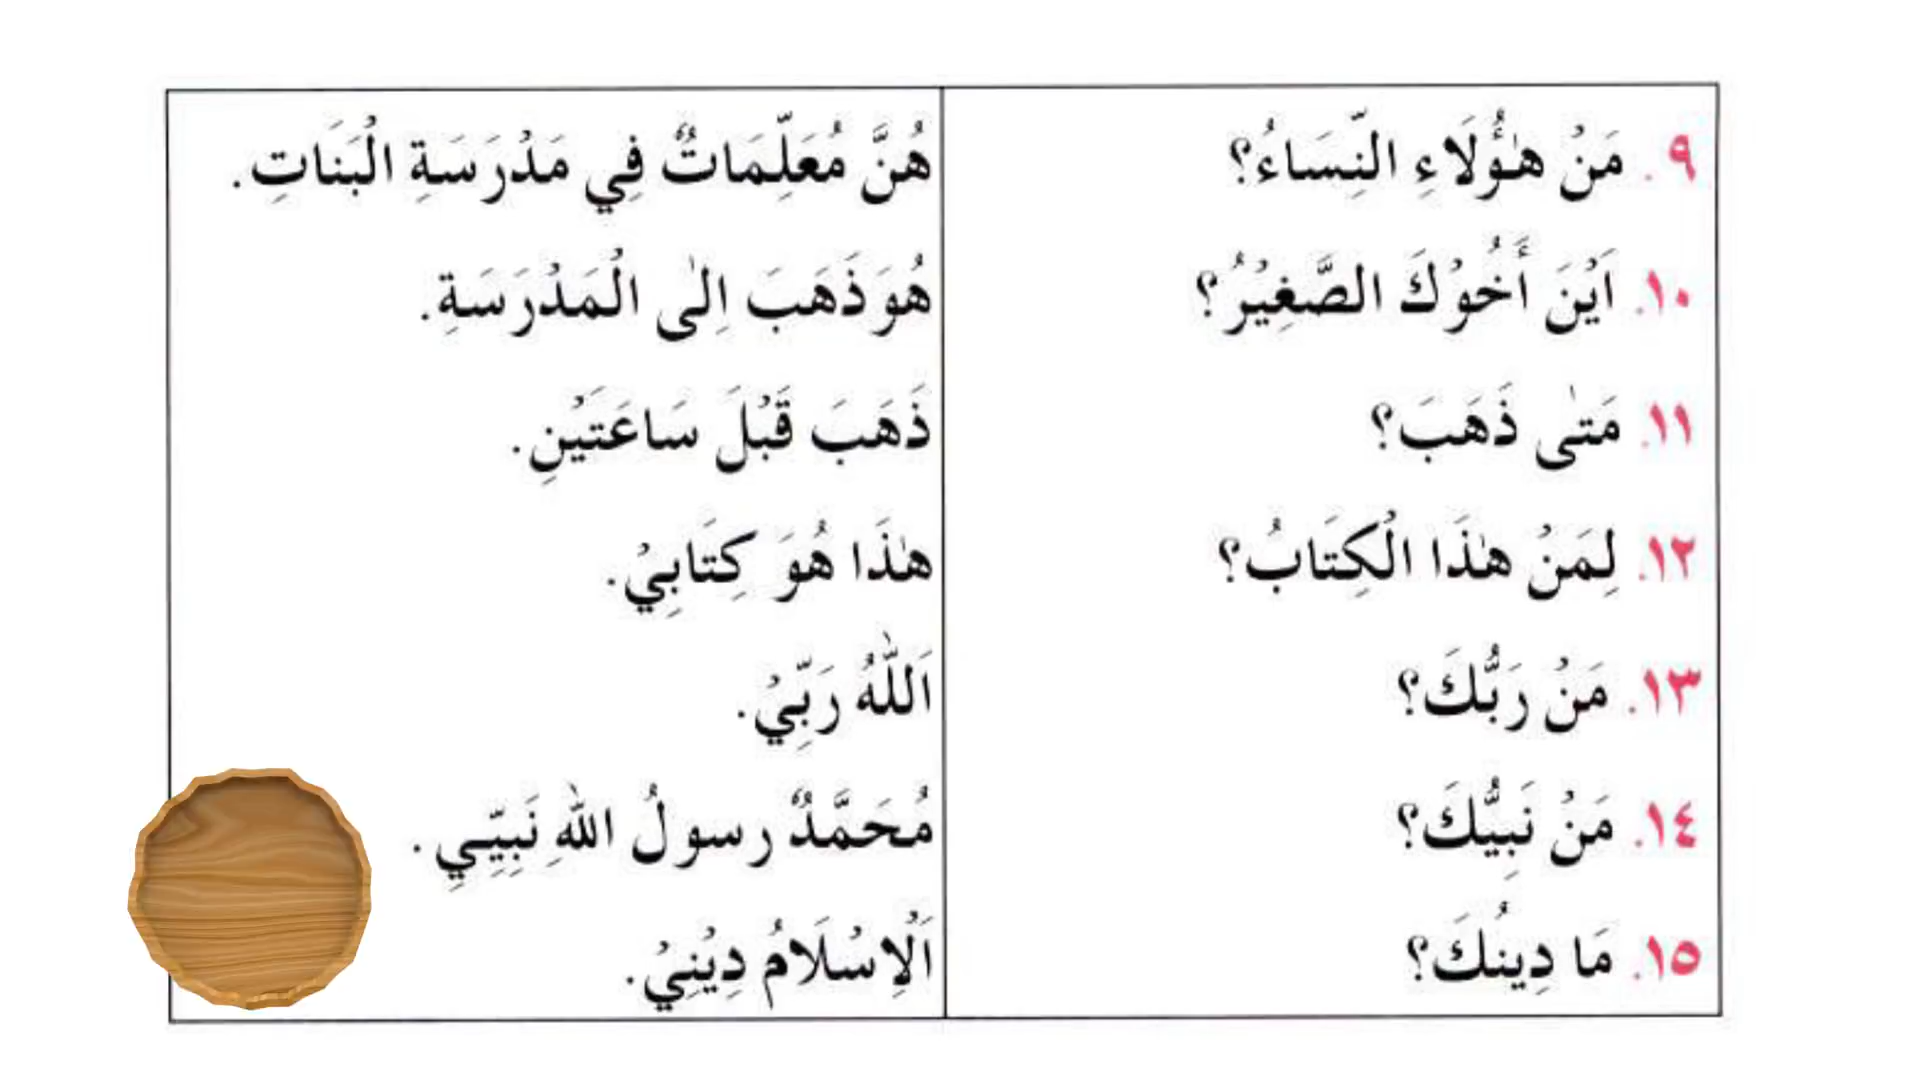 ٩. مَنْ هٰؤُلَاءِ النِّسَاءُ؟
هُنَّ مُعَلِّمَاتٌ فِي مَدْرَسَةِ الْبَنَاتِ.
١٠. اَيْنَ أَخُوْكَ الصَّغِيْرُ؟
هُوَ ذَهَبَ اِلٰى الْمَدْرَسَةِ.
١١. مَتٰى ذَهَبَ؟
ذَهَبَ قَبْلَ سَاعَتَيْنِ.
١٢. لِمَنْ هٰذَا الْكِتَابُ؟
هٰذَا هُوَ كِتَابِيْ.
١٣. مَنْ رَبُّكَ؟
اَللّٰهُ رَبِّيْ.
١٤. مَنْ نَبِيُّكَ؟
مُحَمَّدٌ رسولُ اللهِ نَبِيِّيِ.
١٥. مَا دِينُكَ؟
اَلْاِسْلَامُ دِيْنِيْ.